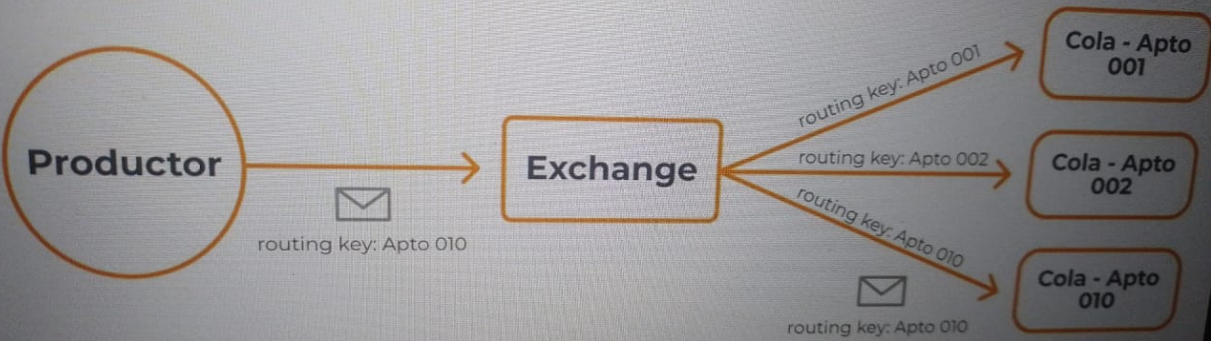 Productor
routing key: Apto 010
Exchange
routing key: Apto 001
routing key: Apto 002
routing key: Apto 010
routing key: Apto 010
Cola - Apto
001
Cola - Apto
002
Cola - Apto
010